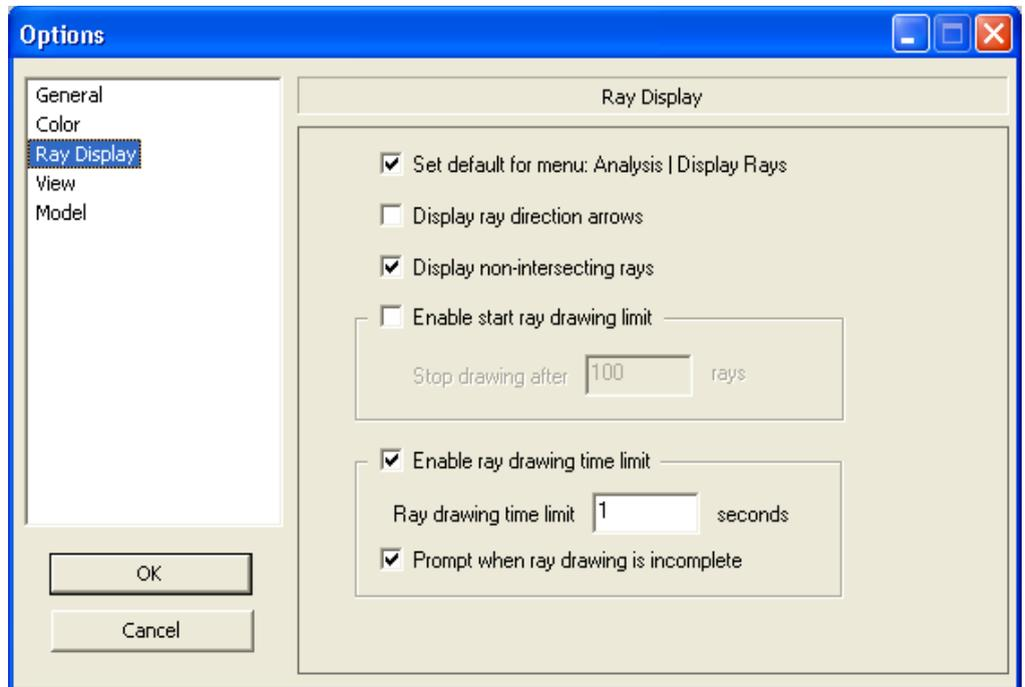 Options
General
Color
Ray Display
View
Model
OK
Cancel
Ray Display
Set default for menu: Analysis | Display Rays
Display ray direction arrows
Display non-intersecting rays
Enable start ray drawing limit
Stop drawing after 100 rays
Enable ray drawing time limit
Ray drawing time limit 1 seconds
Prompt when ray drawing is incomplete